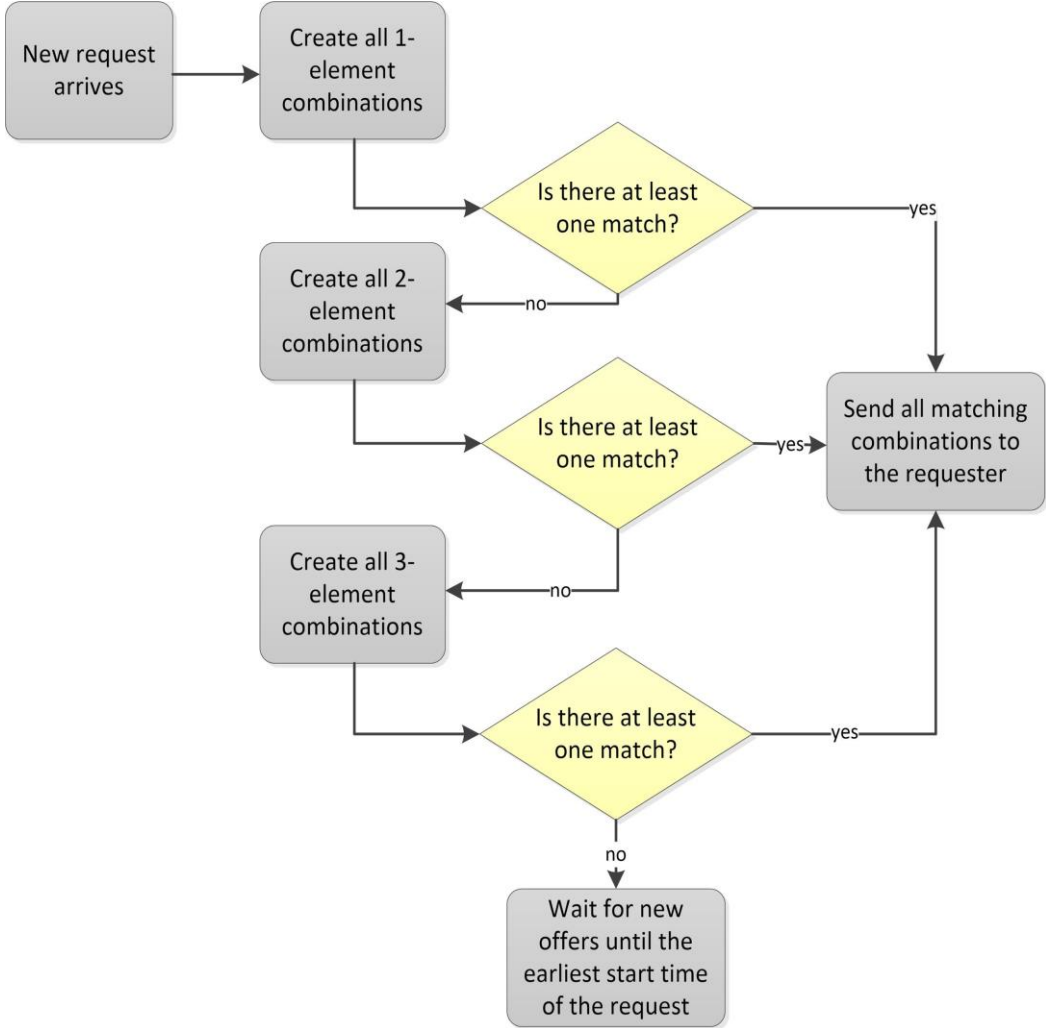 New request
arrives
Create all 1-
element
combinations
Is there at least
one match?
yes
no
Create all 2-
element
combinations
Is there at least
one match?
yes
Send all matching
combinations to
the requester
no
Create all 3-
element
combinations
Is there at least
one match?
yes
no
Wait for new
offers until the
earliest start time
of the request